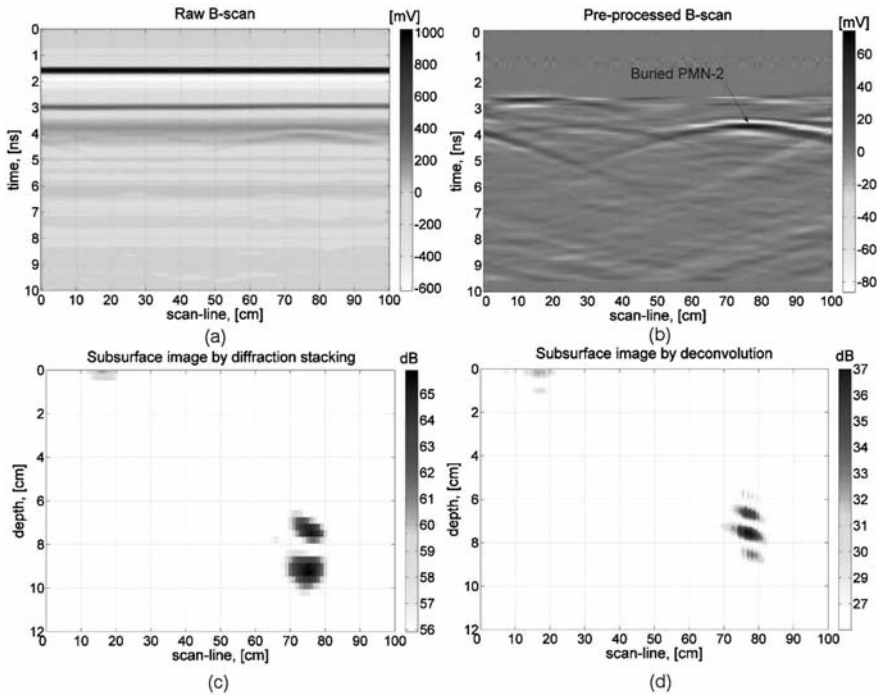 Raw B-scan
[mV]
0
1
2
3
4
5
6
7
8
9
10
time, [ns]
0 10 20 30 40 50 60 70 80 90 100
scan-line, [cm]
1000
800
600
400
200
0
-200
-400
-600
(a)
Pre-processed B-scan
[mV]
Buried PMN-2
0
1
2
3
4
5
6
7
8
9
10
time, [ns]
0 10 20 30 40 50 60 70 80 90 100
scan-line, [cm]
60
40
20
0
-20
-40
-60
-80
(b)
Subsurface image by diffraction stacking
dB
0
2
4
6
8
10
12
depth, [cm]
0 10 20 30 40 50 60 70 80 90 100
scan-line, [cm]
65
64
63
62
61
60
59
58
57
56
(c)
Subsurface image by deconvolution
dB
0
2
4
6
8
10
12
depth, [cm]
0 10 20 30 40 50 60 70 80 90 100
scan-line, [cm]
37
36
35
34
33
32
31
30
29
28
27
(d)